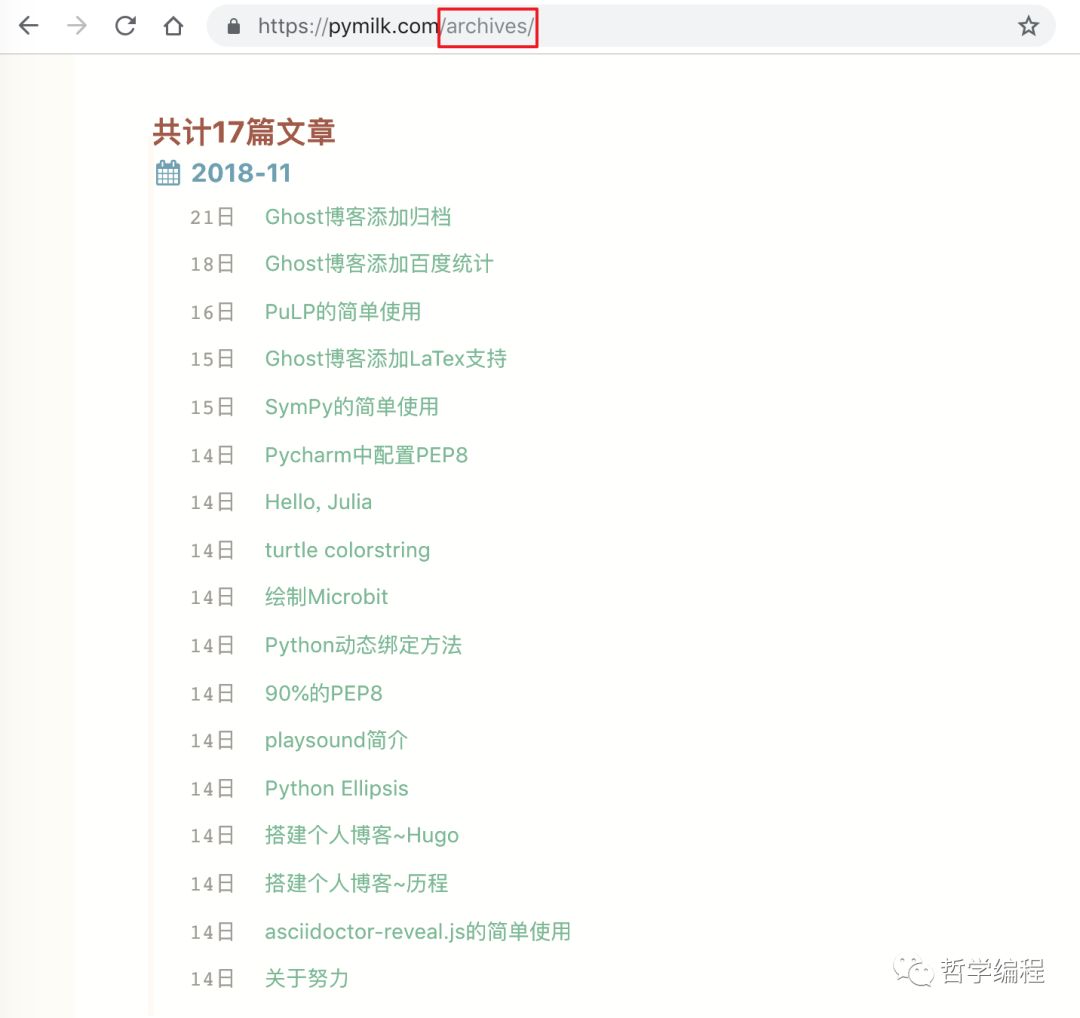 https://pymilk.com/archives/
共计17篇文章
2018-11
21日 Ghost博客添加归档
18日 Ghost博客添加百度统计
16日 PuLP的简单使用
15日 Ghost博客添加LaTex支持
15日 SymPy的简单使用
14日 Pycharm中配置PEP8
14日 Hello, Julia
14日 turtle colorstring
14日 绘制Microbit
14日 Python动态绑定方法
14日 90%的PEP8
14日 playsound简介
14日 Python Ellipsis
14日 搭建个人博客~Hugo
14日 搭建个人博客~历程
14日 asciidoctor-reveal.js的简单使用
14日 关于努力
哲学编程